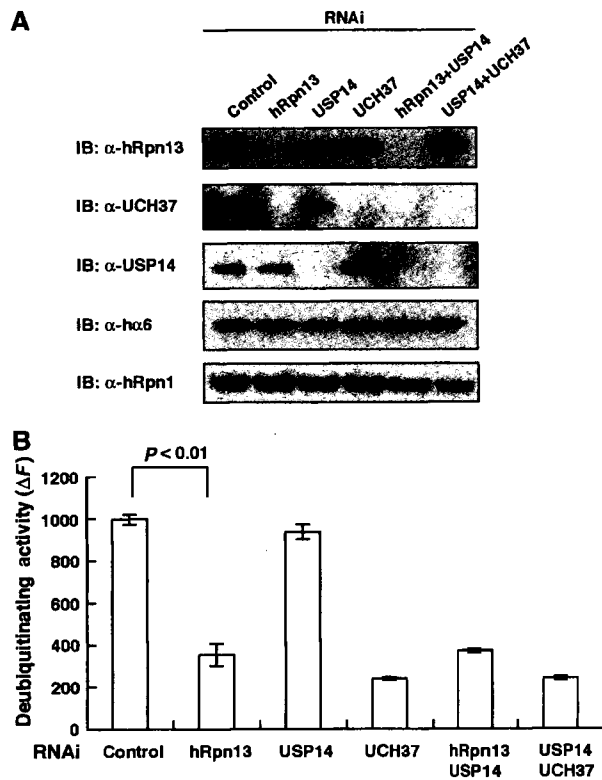 A
RNAi
Control hRpn13 USP14 UCH37 hRpn13+USP14 USP14+UCH37
IB: α-hRpn13
IB: α-UCH37
IB: α-USP14
IB: α-hα6
IB: α-hRpn1
B
P < 0.01
Deubiquitinating activity (ΔF)
1200
1000
800
600
400
200
0
RNAi Control hRpn13 USP14 UCH37 hRpn13 USP14
USP14 UCH37